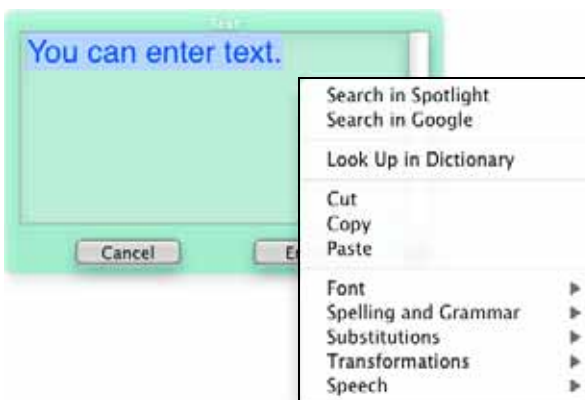 Text
You can enter text.
Search in Spotlight
Search in Google
Look Up in Dictionary
Cut
Copy
Paste
Cancel
Font
Spelling and Grammar
Substitutions
Transformations
Speech